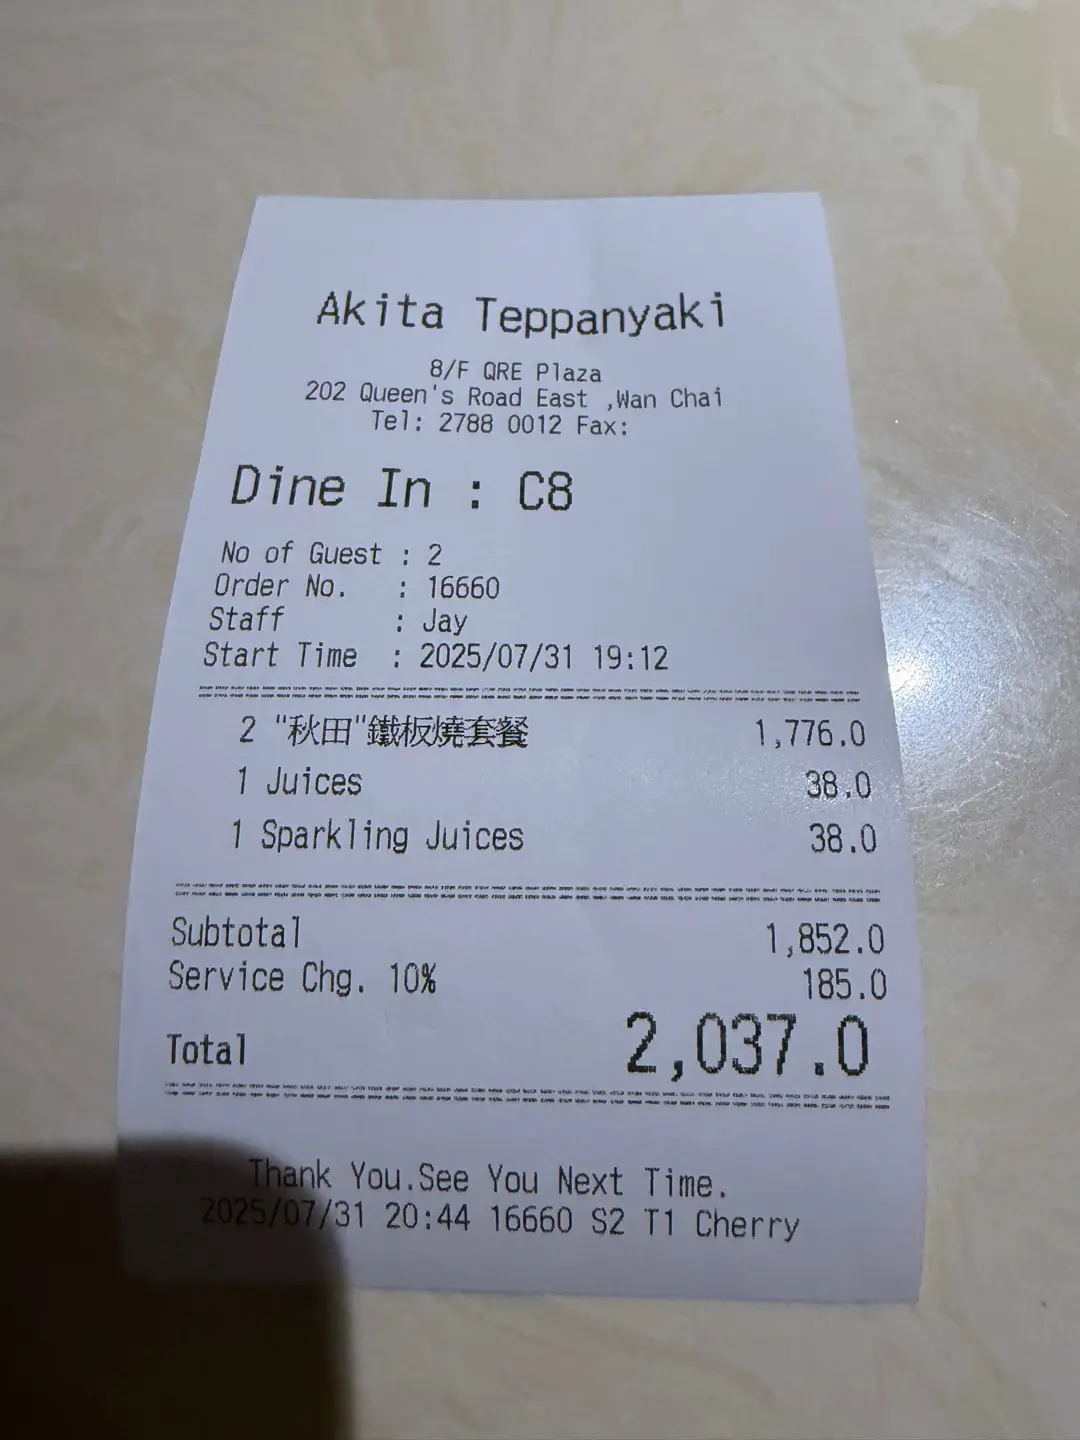 Akita Teppanyaki
8/F QRE Plaza
202 Queen's Road East ,Wan Chai
Tel: 2788 0012 Fax:
Dine In : C8
No of Guest : 2
Order No. : 16660
Staff : Jay
Start Time : 2025/07/31 19:12
2 "秋田"鐵板燒套餐 1,776.0
1 Juices 38.0
1 Sparkling Juices 38.0
Subtotal 1,852.0
Service Chg. 10% 185.0
Total 2,037.0
Thank You.See You Next Time.
2025/07/31 20:44 16660 S2 T1 Cherry